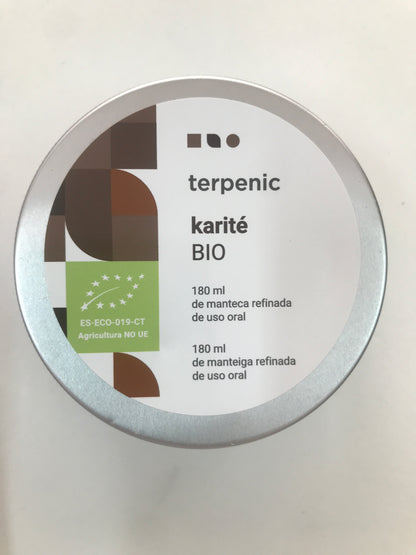 terpenic
karité
BIO
180 ml
de manteca refinada
de uso oral
180 ml
de manteiga refinada
de uso oral
ES-ECO-019-CT
Agricultura NO UE